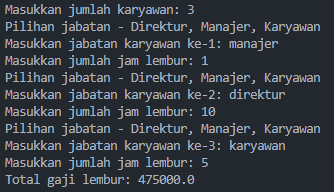 Masukkan jumlah karyawan: 3
Pilihan jabatan - Direktur, Manajer, Karyawan
Masukkan jabatan karyawan ke-1: manajer
Masukkan jumlah jam lembur: 1
Pilihan jabatan - Direktur, Manajer, Karyawan
Masukkan jabatan karyawan ke-2: direktur
Masukkan jumlah jam lembur: 10
Pilihan jabatan - Direktur, Manajer, Karyawan
Masukkan jabatan karyawan ke-3: karyawan
Masukkan jumlah jam lembur: 5
Total gaji lembur: 475000.0